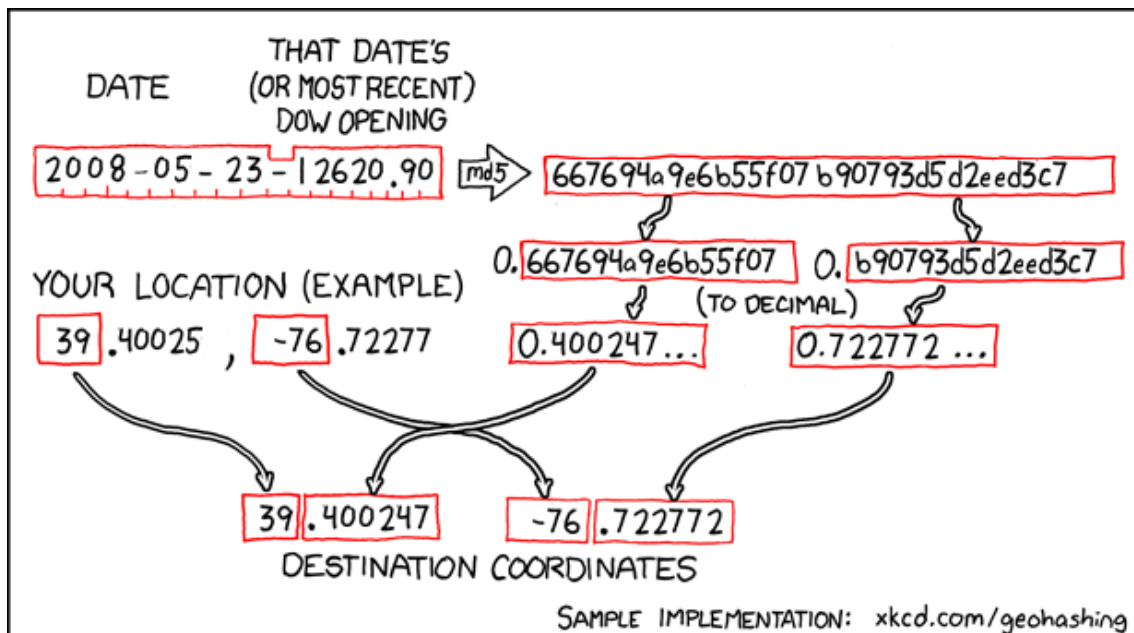 DATE
THAT DATE'S
(OR MOST RECENT)
DOW OPENING
2008-05-23-12620.90
md5
667694a9e6b55f07b90793d5d2eed3c7
0.667694a9e6b55f07
0.b90793d5d2eed3c7
(TO DECIMAL)
0.400247...
0.722772...
YOUR LOCATION (EXAMPLE)
39.40025, -76.72277
39.400247
-76.722772
DESTINATION COORDINATES
SAMPLE IMPLEMENTATION: xkcd.com/geohashing